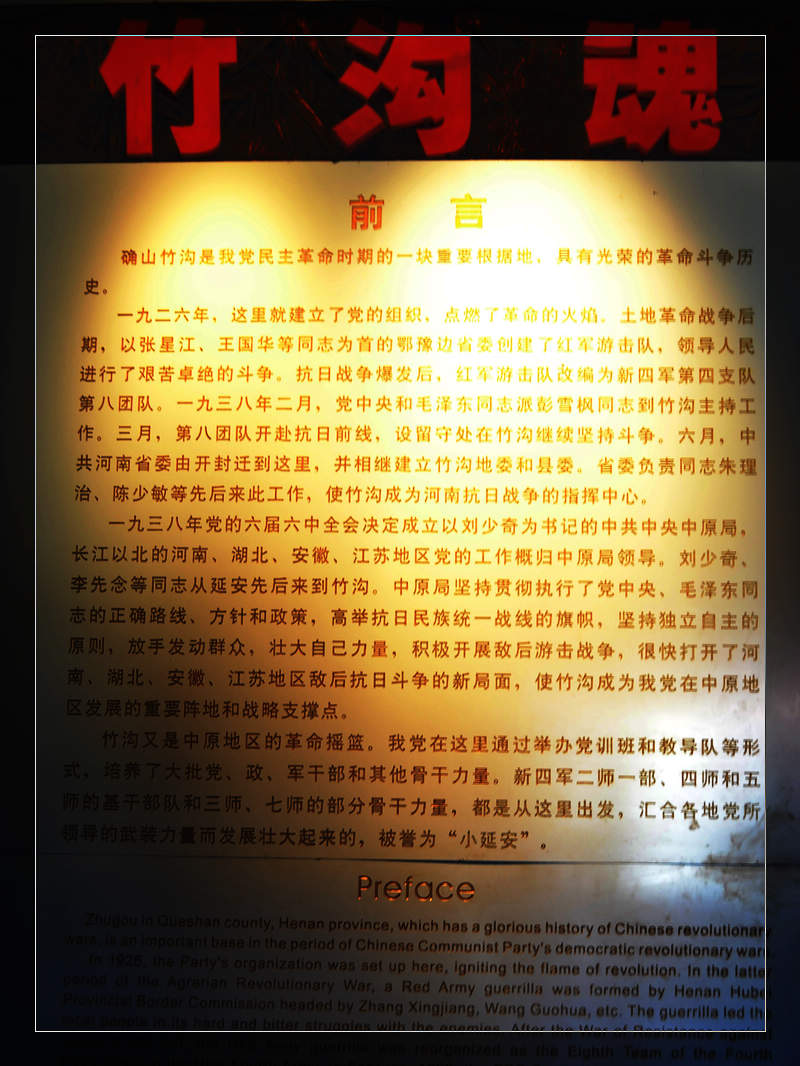 竹沟魂
前言
确山竹沟是我党民主革命时期的一块重要根据地，具有光荣的革命斗争历
史。
一九二六年，这里就建立了党的组织、点燃了革命的火焰。土地革命战争后
期，以张星江、王国华等同志为首的鄂豫边省委创建了红军游击队，领导人民
进行了艰苦卓绝的斗争。抗日战争爆发后，红军游击队改编为新四军第四支队
第八团队。一九三八年二月，党中央和毛泽东同志派彭雪枫同志到竹沟主持工
作。三月，第八团队开赴抗日前线，设留守处在竹沟继续坚持斗争。六月，中
共河南省委由开封迁到这里，并相继建立竹沟地委和县委。省委负责同志朱理
治、陈少敏等先后来此工作，使竹沟成为河南抗日战争的指挥中心。
一九三八年党的六届六中全会决定成立以刘少奇为书记的中共中央中原局，
长江以北的河南、湖北、安徽、江苏地区党的工作概归中原局领导。刘少奇、
李先念等同志从延安先后来到竹沟。中原局坚持贯彻执行了党中央、毛泽东同
志的正确路线、方针和政策，高举抗日民族统一战线的旗帜，坚持独立自主的
原则，放手发动群众，壮大自己力量，积极开展敌后游击战争，很快打开了河
南、湖北、安徽、江苏地区敌后抗日斗争的新局面，使竹沟成为我党在中原地
区发展的重要阵地和战略支撑点。
竹沟又是中原地区的革命摇篮。我党在这里通过举办党训班和教导队等形
式，培养了大批党、政、军干部和其他骨干力量。新四军二师一部、四师和五
师的基干部队和三师、七师的部分骨干力量，都是从这里出发，汇合各地党所
领导的武装力量而发展壮大起来的，被誉为“小延安”。
Preface
Zhugou in Queshan county, Henan province, which has a glorious history of Chinese revolutionary
wars, is an important base in the period of Chinese Communist Party's democratic revolutionary wars.
In 1926, the Party's organization was set up here, igniting the flame of revolution. In the latter
period of the Agrarian Revolutionary War, a Red Army guerrilla was formed by Henan Hubei
Provincial Border Commission headed by Zhang Xingjiang, Wang Guohua, etc. The guerrilla led the
local people in its hard and bitter struggles with the enemies. After the War of Resistance against
guerrilla was reorganized as the Eighth Team of the Fourth